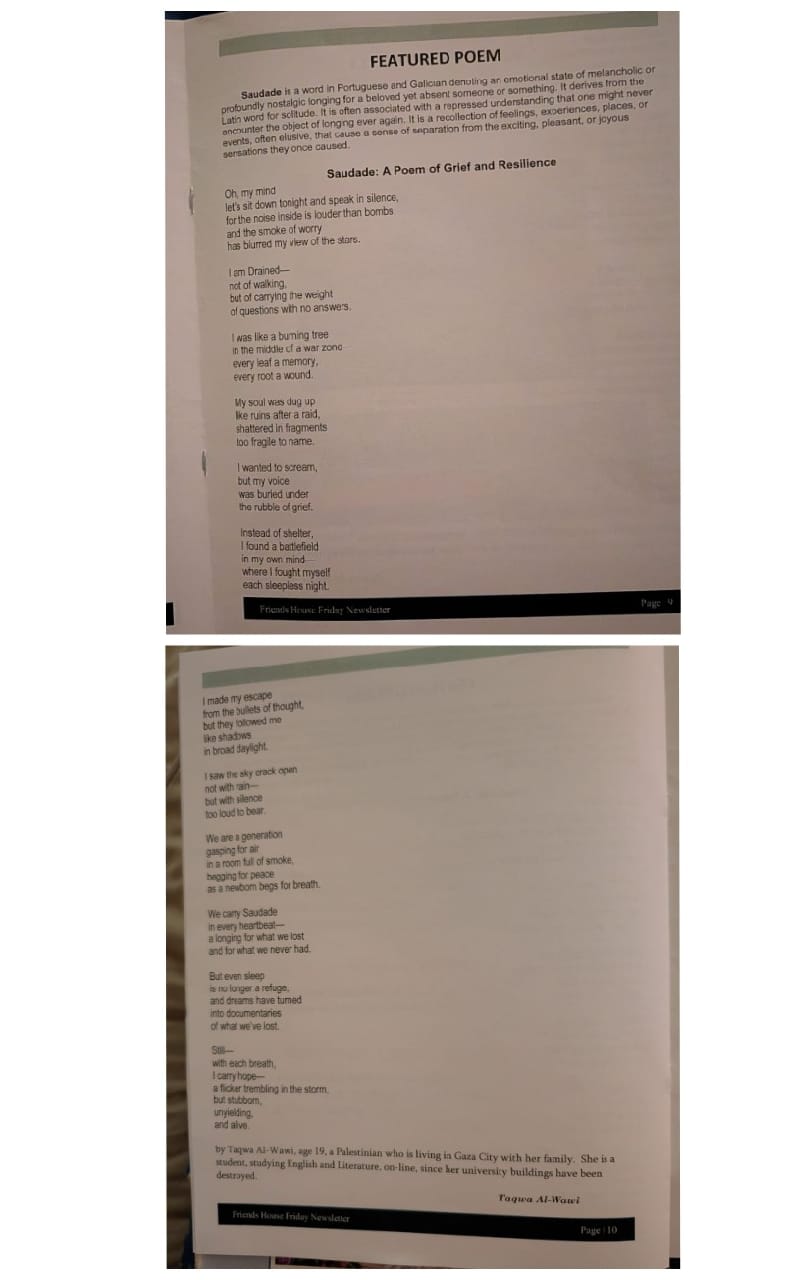 FEATURED POEM
Saudade is a word in Portuguese and Galician denoting an emotional state of melancholic or
profoundly nostalgic longing for a beloved yet absent someone or something. It derives from the
Latin word for solitude. It is often associated with a repressed understanding that one might never
encounter the object of longing ever again. It is a recollection of feelings, experiences, places, or
events, often elusive, that cause a sense of separation from the exciting, pleasant, or joyous
sensations they once caused.
Saudade: A Poem of Grief and Resilience
Oh, my mind
let's sit down tonight and speak in silence,
for the noise inside is louder than bombs
and the smoke of worry
has blurred my view of the stars.
I am Drained—
not of walking,
but of carrying the weight
of questions with no answers.
I was like a burning tree
in the middle of a war zone
every leaf a memory,
every root a wound.
My soul was dug up
like ruins after a raid,
shattered in fragments
too fragile to name.
I wanted to scream,
but my voice
was buried under
the rubble of grief.
Instead of shelter,
I found a battlefield
in my own mind—
where I fought myself
each sleepless night.
Friends House Friday Newsletter
Page 9
I made my escape
from the bullets of thought,
but they followed me
like shadows
in broad daylight.
I saw the sky crack open
not with rain—
but with silence
too loud to bear.
We are a generation
gasping for air
in a room full of smoke,
begging for peace
as a newborn begs for breath.
We carry Saudade
in every heartbeat—
a longing for what we lost
and for what we never had.
But even sleep
is no longer a refuge,
and dreams have turned
into documentaries
of what we've lost.
Still—
with each breath,
I carry hope—
a flicker trembling in the storm,
but stubborn,
unyielding,
and alive.
by Taqwa Al-Wawi, age 19, a Palestinian who is living in Gaza City with her family. She is a
student, studying English and Literature, on-line, since her university buildings have been
destroyed.
Taqwa Al-Wawi
Friends House Friday Newsletter
Page | 10